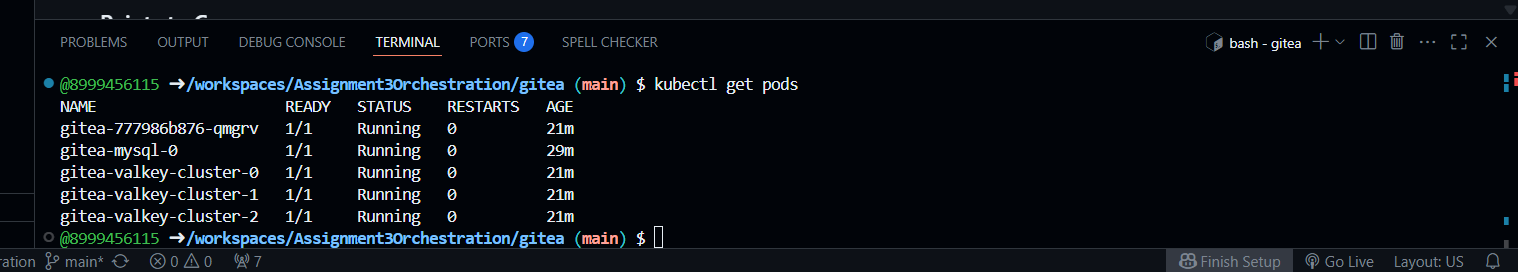 PROBLEMS OUTPUT DEBUG CONSOLE TERMINAL PORTS 7 SPELL CHECKER bash - gitea
@8999456115 ➜/workspaces/Assignment3Orchestration/gitea (main) $ kubectl get pods
NAME READY STATUS RESTARTS AGE
gitea-777986b876-qmgrv 1/1 Running 0 21m
gitea-mysql-0 1/1 Running 0 29m
gitea-valkey-cluster-0 1/1 Running 0 21m
gitea-valkey-cluster-1 1/1 Running 0 21m
gitea-valkey-cluster-2 1/1 Running 0 21m
@8999456115 ➜/workspaces/Assignment3Orchestration/gitea (main) $
ration main* 0 0 7 Finish Setup Go Live Layout: US